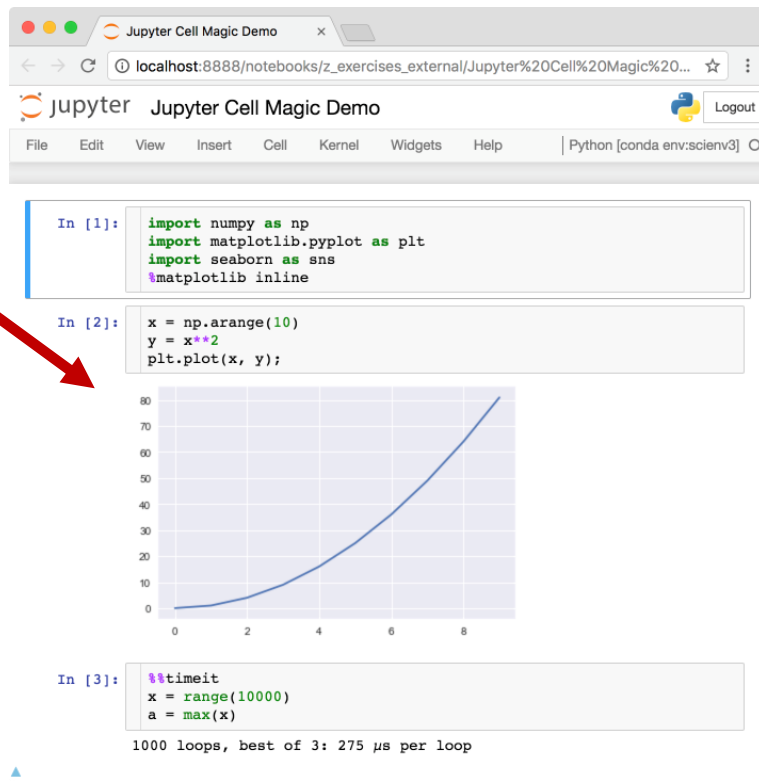 Jupyter Cell Magic Demo ×
localhost:8888/notebooks/z_exercises_external/Jupyter%20Cell%20Magic%20...
jupyter Jupyter Cell Magic Demo Logout
File Edit View Insert Cell Kernel Widgets Help Python [conda env:scienv3]
In [1]: import numpy as np
import matplotlib.pyplot as plt
import seaborn as sns
%matplotlib inline
In [2]: x = np.arange(10)
y = x**2
plt.plot(x, y);
80
70
60
50
40
30
20
10
0
0 2 4 6 8
In [3]: %%timeit
x = range(10000)
a = max(x)
1000 loops, best of 3: 275 µs per loop